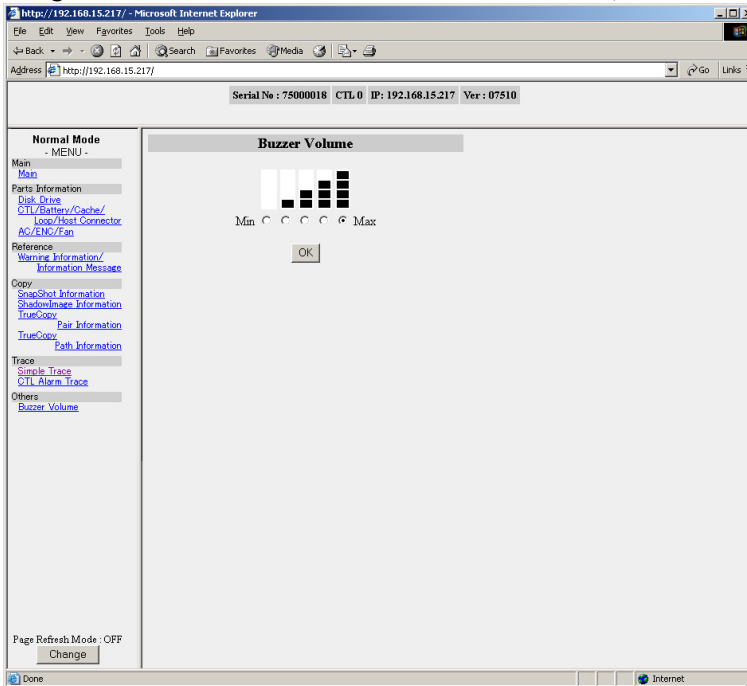 http://192.168.15.217/ - Microsoft Internet Explorer
File Edit View Favorites Tools Help
Back Search Favorites Media
Address http://192.168.15.217/ Go Links
Serial No : 75000018 CTL 0 IP: 192.168.15.217 Ver : 07510
Normal Mode
- MENU -
Main
Main
Parts Information
Disk Drive
CTL/Battery/Cache/
Loop/Host Connector
AC/ENC/Fan
Reference
Warning Information/
Information Message
Copy
SnapShot Information
ShadowImage Information
TrueCopy
Pair Information
TrueCopy
Path Information
Trace
Simple Trace
CTL Alarm Trace
Others
Buzzer Volume
Page Refresh Mode : OFF
Change
Buzzer Volume
Min Max
OK
Done Internet